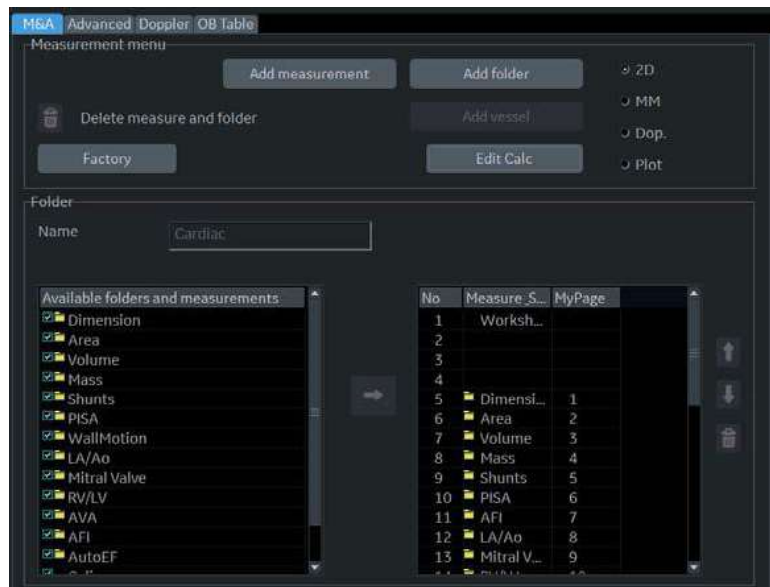 M&A Advanced Doppler OB Table
Measurement menu
Add measurement Add folder 2D
MM
Delete measure and folder Add vessel
Dop.
Factory Edit Calc
Plot
Folder
Name Cardiac
Available folders and measurements No Measure_S... MyPage
Dimension 1 Worksh...
Area 2
Volume 3
Mass 4
Shunts 5 Dimensi... 1
PISA 6 Area 2
WallMotion 7 Volume 3
LA/Ao 8 Mass 4
Mitral Valve 9 Shunts 5
RV/LV 10 PISA 6
AVA 11 AFI 7
AFI 12 LA/Ao 8
AutoEF 13 Mitral V... 9